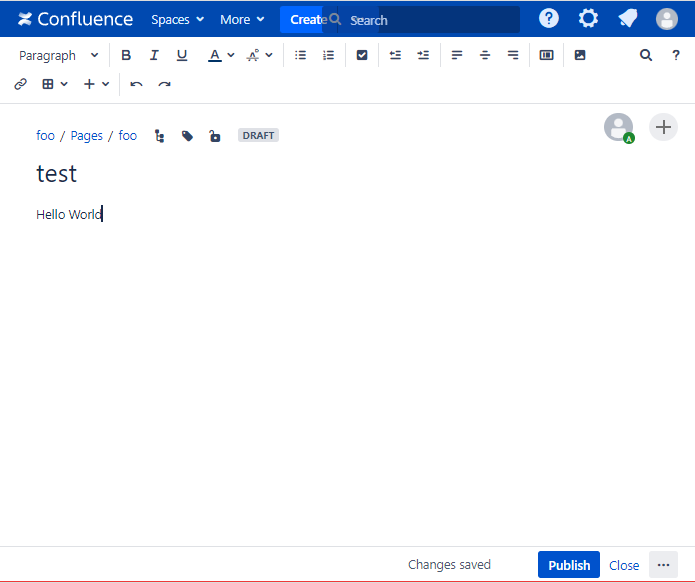 Confluence Spaces More Create Search
Paragraph B I U A A ?
foo / Pages / foo DRAFT
A
test
Hello World
Changes saved Publish Close ...